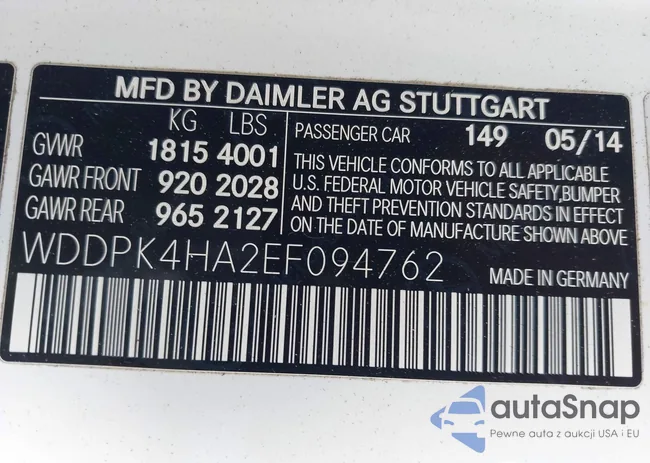 MFD BY DAIMLER AG STUTTGART
KG LBS
GVWR 1815 4001
GAWR FRONT 920 2028
GAWR REAR 965 2127
PASSENGER CAR 149 05/14
THIS VEHICLE CONFORMS TO ALL APPLICABLE
U.S. FEDERAL MOTOR VEHICLE SAFETY,BUMPER
AND THEFT PREVENTION STANDARDS IN EFFECT
ON THE DATE OF MANUFACTURE SHOWN ABOVE
WDDPK4HA2EF094762
MADE IN GERMANY
autaSnap
Pewne auta z aukcji USA i EU